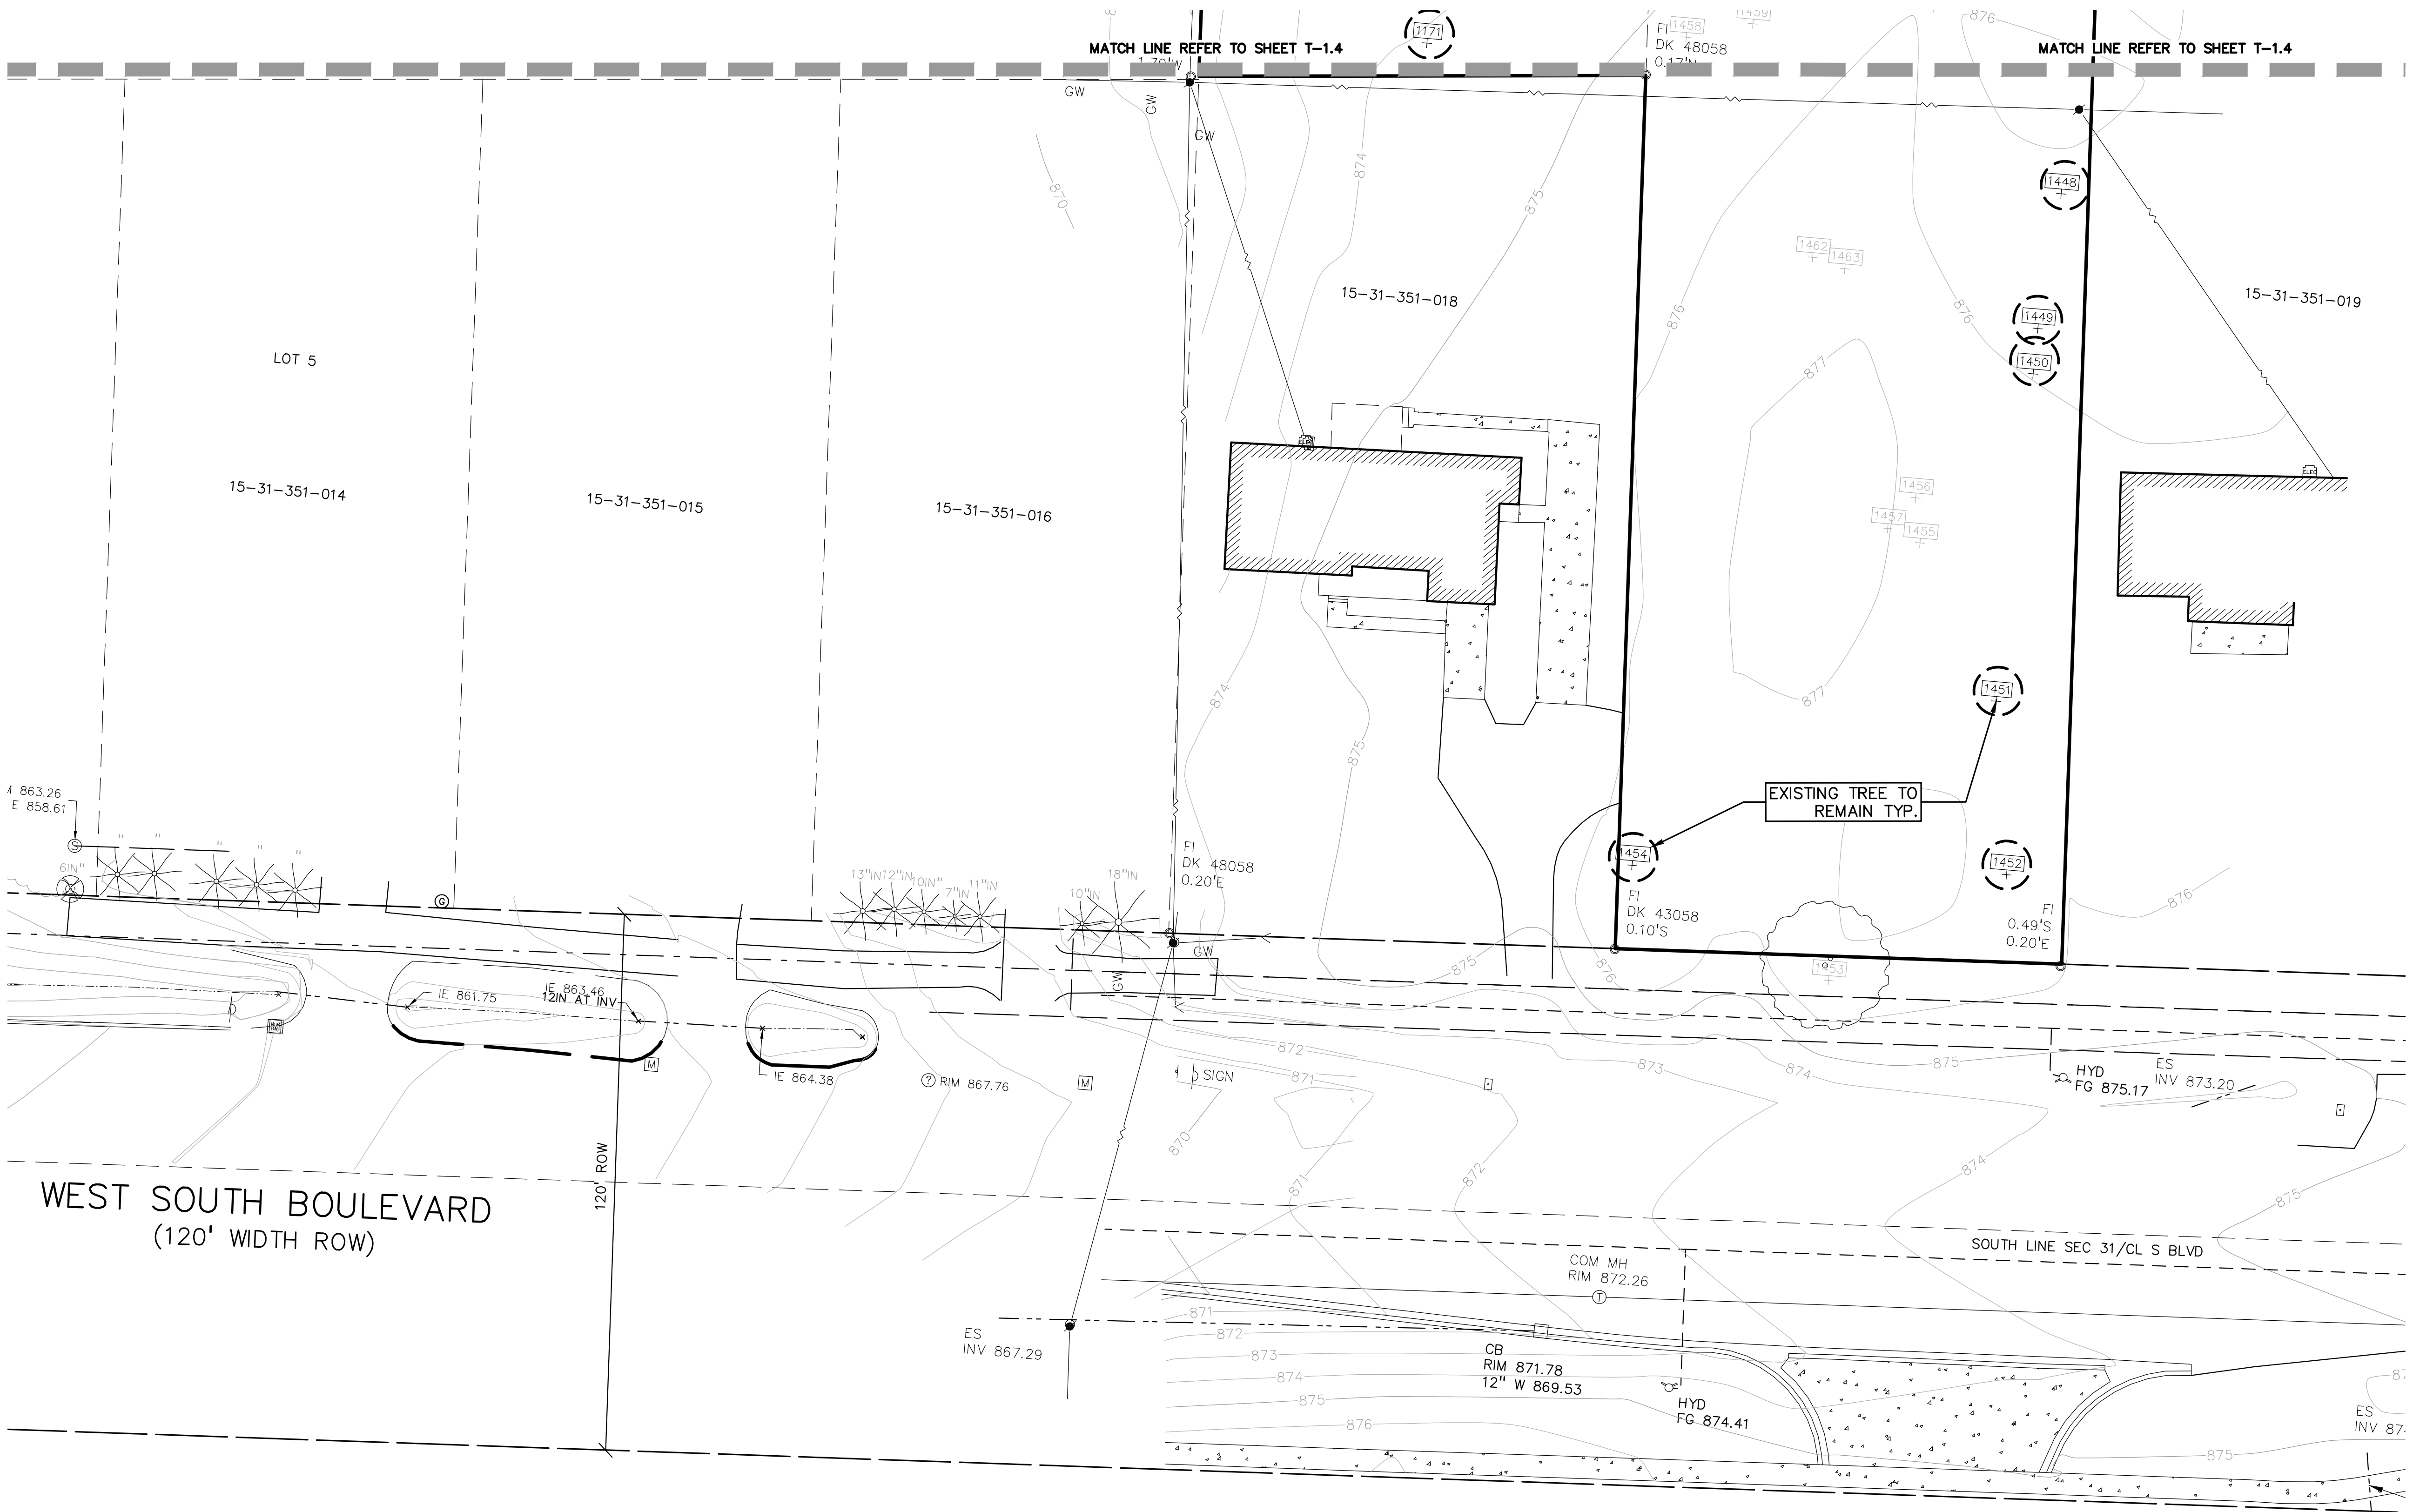 1171
1458
1459
876
FI
DK 48058
MATCH LINE REFER TO SHEET T-1.4
MATCH LINE REFER TO SHEET T-1.4
GW
GW
GW
874
870
875
1448
1462
1463
876
876
15-31-351-018
15-31-351-019
1449
1450
LOT 5
877
15-31-351-014
15-31-351-015
15-31-351-016
ELEC
1456
1457
1455
874
875
877
1451
EXISTING TREE TO
REMAIN TYP.
M 863.26
E 858.61
S
6IN"
G
13"IN
12"IN
10IN"
7"IN
11"IN
10"IN
18"IN
FI
DK 48058
0.20'E
1454
1452
FI
DK 43058
0.10'S
FI
0.49'S
0.20'E
876
GW
GW
875
876
1453
IE 861.75
IE 863.46
12IN AT INV
M
IE 864.38
? RIM 867.76
M
SIGN
872
871
870
873
874
875
HYD
FG 875.17
ES
INV 873.20
120' ROW
871
872
874
875
WEST SOUTH BOULEVARD
(120' WIDTH ROW)
SOUTH LINE SEC 31/CL S BLVD
COM MH
RIM 872.26
T
ES
INV 867.29
871
872
873
874
875
876
CB
RIM 871.78
12" W 869.53
HYD
FG 874.41
875
ES
INV 87